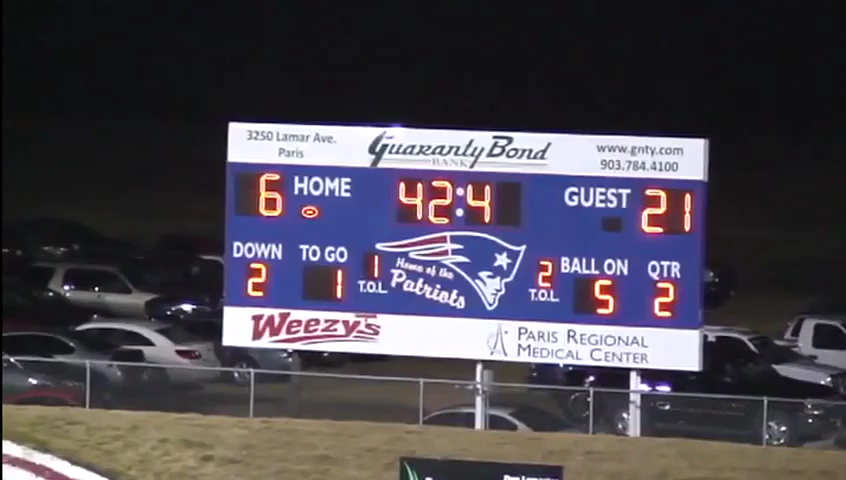 3250 Lamar Ave.
Paris
Guaranty Bond
BANK
www.gnty.com
903.784.4100
6 HOME 42:4 GUEST 21
DOWN TO GO BALL ON QTR
2 1 1 T.O.L. Home of the Patriots 2 T.O.L. 5 2
Weezy's
PARIS REGIONAL
MEDICAL CENTER